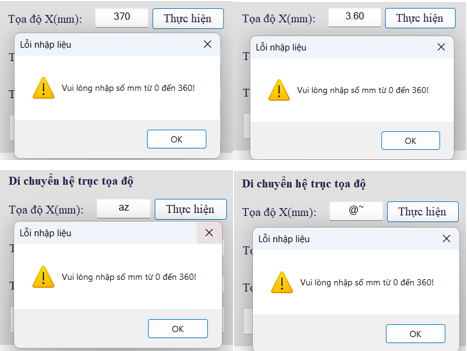 Tọa độ X(mm): 370 Thực hiện
Lỗi nhập liệu
Vui lòng nhập số mm từ 0 đến 360!
OK
Tọa độ X(mm): 3.60 Thực hiện
Lỗi nhập liệu
Vui lòng nhập số mm từ 0 đến 360!
OK
Di chuyển hệ trục tọa độ
Tọa độ X(mm): az Thực hiện
Lỗi nhập liệu
Vui lòng nhập số mm từ 0 đến 360!
OK
Di chuyển hệ trục tọa độ
Tọa độ X(mm): @~ Thực hiện
Lỗi nhập liệu
Vui lòng nhập số mm từ 0 đến 360!
OK